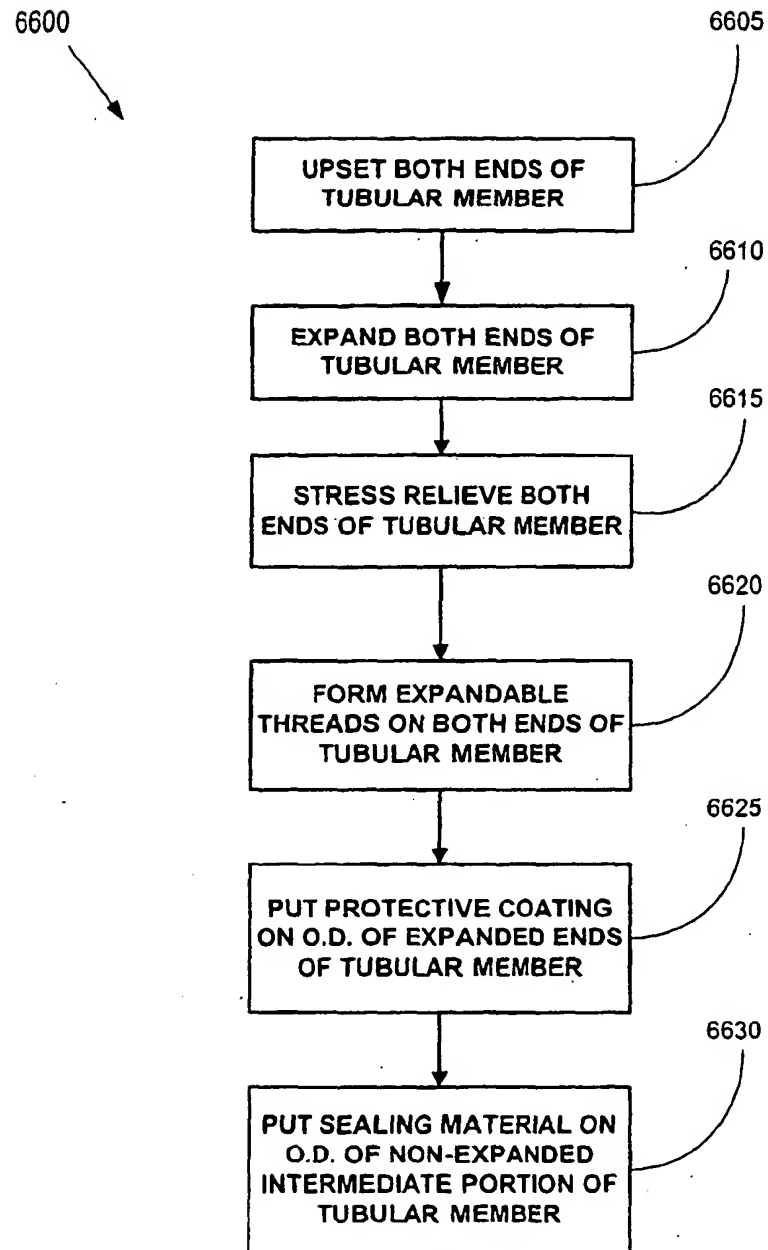 6600
6605
UPSET BOTH ENDS OF
TUBULAR MEMBER
6610
EXPAND BOTH ENDS OF
TUBULAR MEMBER
6615
STRESS RELIEVE BOTH
ENDS OF TUBULAR MEMBER
6620
FORM EXPANDABLE
THREADS ON BOTH ENDS OF
TUBULAR MEMBER
6625
PUT PROTECTIVE COATING
ON O.D. OF EXPANDED ENDS
OF TUBULAR MEMBER
6630
PUT SEALING MATERIAL ON
O.D. OF NON-EXPANDED
INTERMEDIATE PORTION OF
TUBULAR MEMBER